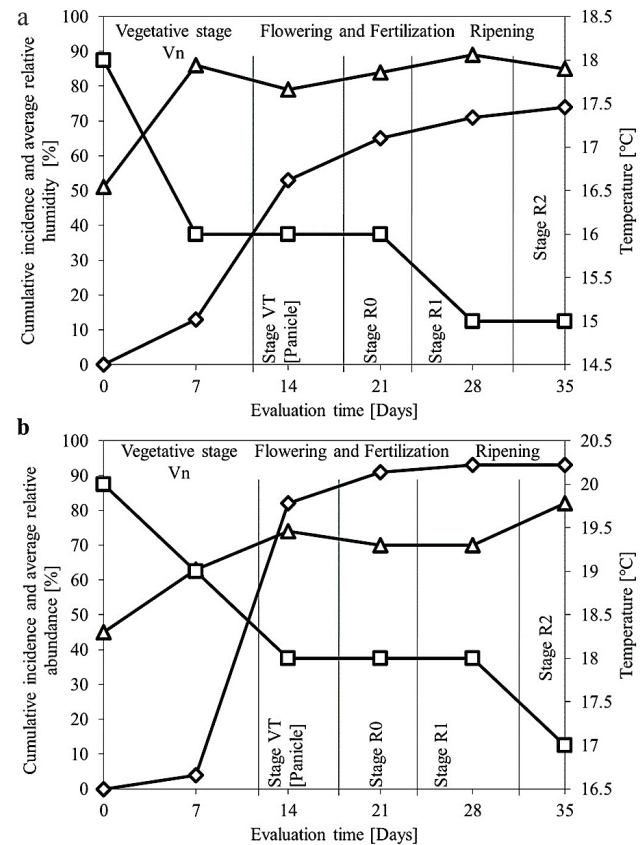 a
Vegetative stage
Vn
Flowering and Fertilization
Ripening
Cumulative incidence and average relative
humidity [%]
100
90
80
70
60
50
40
30
20
10
0
18.5
18
17.5
17
16.5
16
15.5
15
14.5
Temperature [°C]
Stage VT
[Panicle]
Stage R0
Stage R1
Stage R2
0 7 14 21 28 35
Evaluation time [Days]
b
Vegetative stage
Vn
Flowering and Fertilization
Ripening
Cumulative incidence and average relative
abundance [%]
100
90
80
70
60
50
40
30
20
10
0
20.5
20
19.5
19
18.5
18
17.5
17
16.5
Temperature [°C]
Stage VT
[Panicle]
Stage R0
Stage R1
Stage R2
0 7 14 21 28 35
Evaluation time [Days]